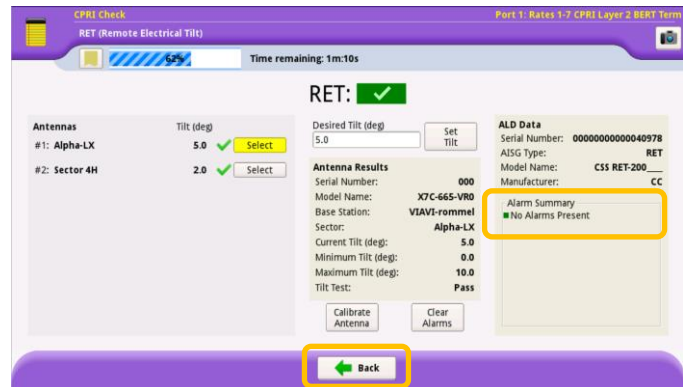 CPRI Check
Port 1: Rates 1-7 CPRI Layer 2 BERT Term
RET (Remote Electrical Tilt)
62%
Time remaining: 1m:10s
RET:
Antennas
Tilt (deg)
#1: Alpha-LX 5.0 Select
#2: Sector 4H 2.0 Select
Desired Tilt (deg)
5.0
Set
Tilt
Antenna Results
Serial Number: 000
Model Name: X7C-665-VR0
Base Station: VIAVI-rommel
Sector: Alpha-LX
Current Tilt (deg): 5.0
Minimum Tilt (deg): 0.0
Maximum Tilt (deg): 10.0
Tilt Test: Pass
Calibrate
Antenna
Clear
Alarms
ALD Data
Serial Number: 00000000000040978
AISG Type: RET
Model Name: CSS RET-200____
Manufacturer: CC
Alarm Summary
No Alarms Present
Back